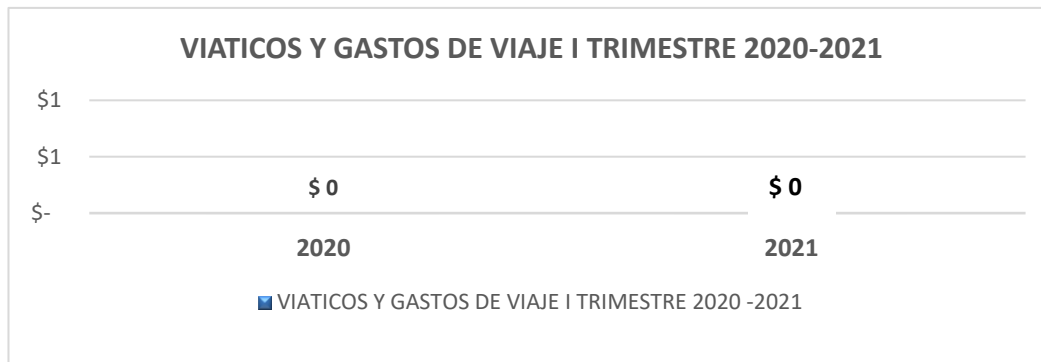 VIATICOS Y GASTOS DE VIAJE I TRIMESTRE 2020-2021
$1
$1
$ 0 $ 0
$-
2020 2021
VIATICOS Y GASTOS DE VIAJE I TRIMESTRE 2020 -2021